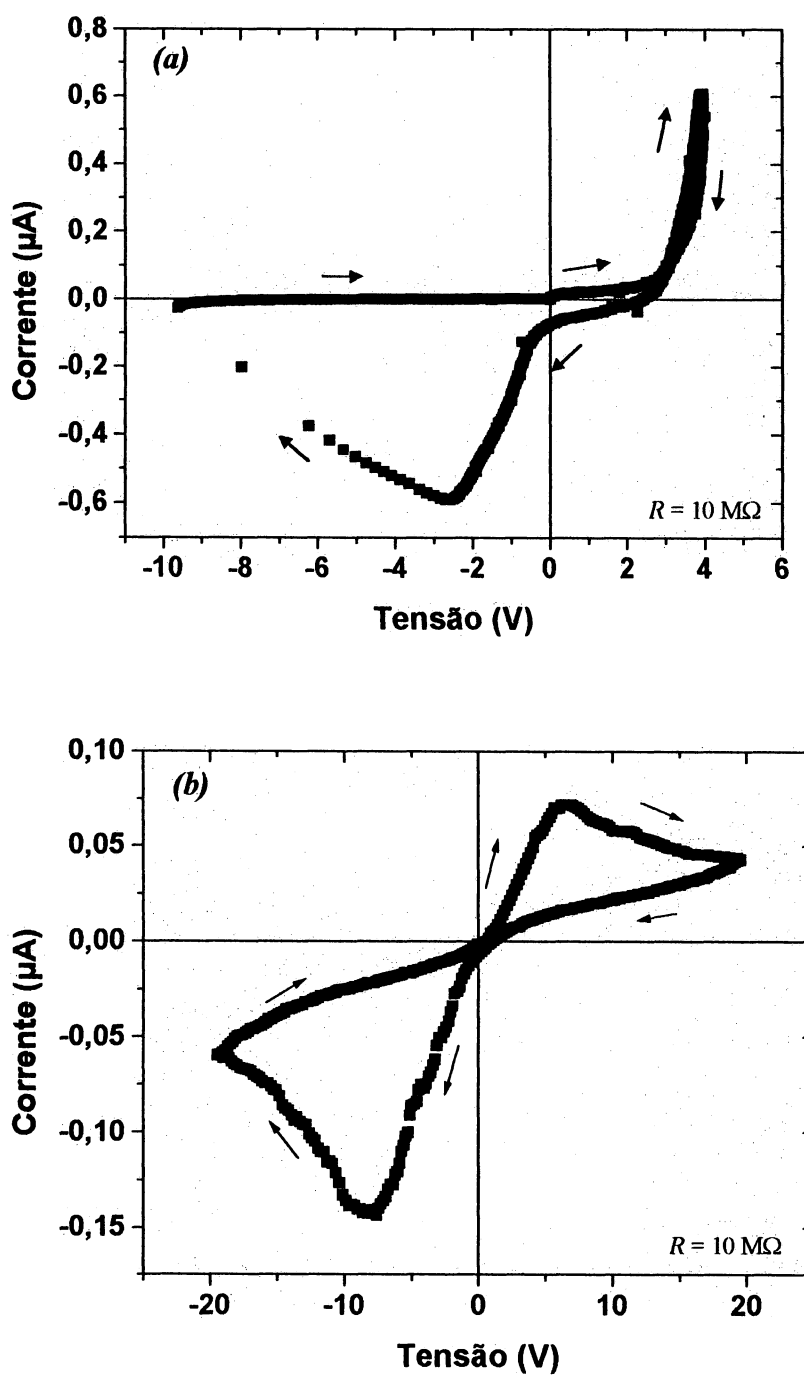 (a)
0,8
0,6
0,4
0,2
0,0
-0,2
-0,4
-0,6
Corrente (µA)
R = 10 MΩ
-10 -8 -6 -4 -2 0 2 4 6
Tensão (V)
(b)
0,10
0,05
0,00
-0,05
-0,10
-0,15
Corrente (µA)
R = 10 MΩ
-20 -10 0 10 20
Tensão (V)